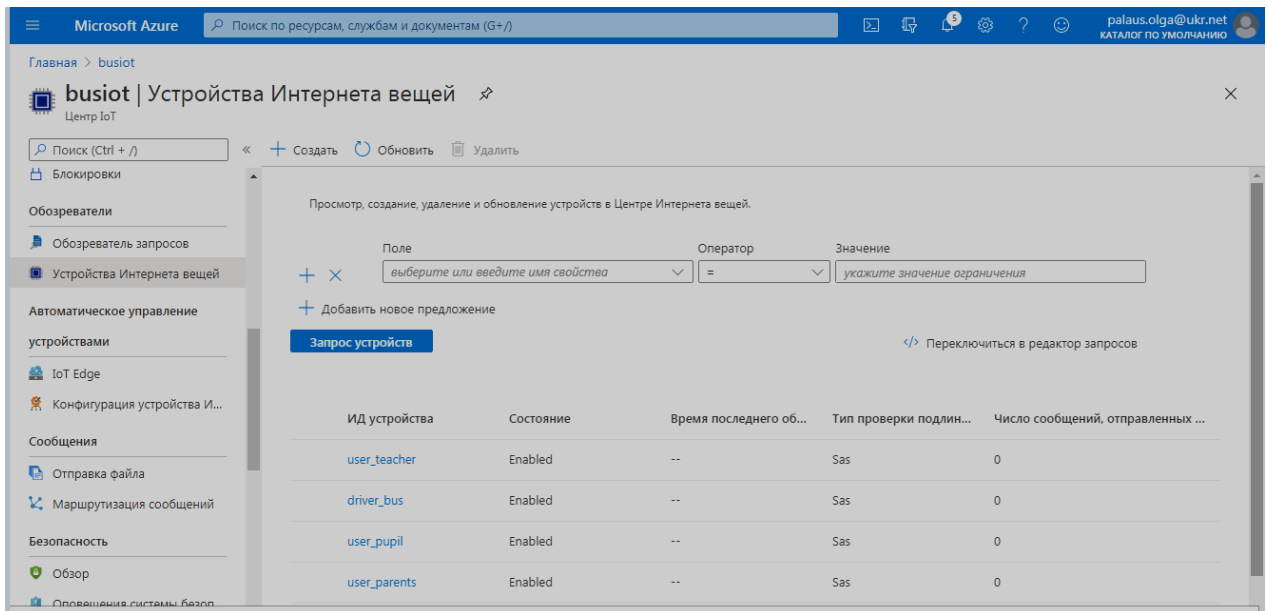 Microsoft Azure
Поиск по ресурсам, службам и документам (G+/)
5
palaus.olga@ukr.net
КАТАЛОГ ПО УМОЛЧАНИЮ
Главная > busiot
busiot | Устройства Интернета вещей
Центр IoT
Поиск (Ctrl + /)
« 
Создать
Обновить
Удалить
Блокировки
Обозреватели
Обозреватель запросов
Устройства Интернета вещей
Автоматическое управление
устройствами
IoT Edge
Конфигурация устройства И...
Сообщения
Отправка файла
Маршрутизация сообщений
Безопасность
Обзор
Оповещения системы безоп
Просмотр, создание, удаление и обновление устройств в Центре Интернета вещей.
Поле Оператор Значение
выберите или введите имя свойства = укажите значение ограничения
Добавить новое предложение
Запрос устройств
</> Переключиться в редактор запросов
ИД устройства Состояние Время последнего об... Тип проверки подлин... Число сообщений, отправленных ...
user_teacher Enabled -- Sas 0
driver_bus Enabled -- Sas 0
user_pupil Enabled -- Sas 0
user_parents Enabled -- Sas 0